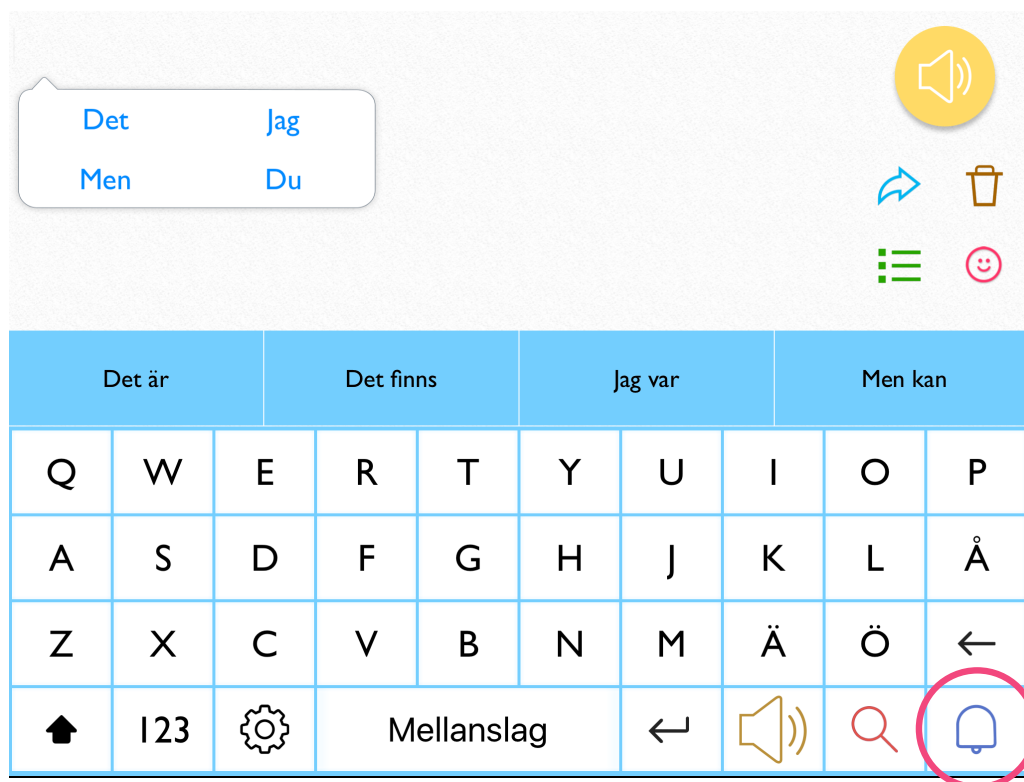 Det Jag
Men Du
Det är Det finns Jag var Men kan
Q W E R T Y U I O P
A S D F G H J K L Å
Z X C V B N M Ä Ö
123 Mellanslag